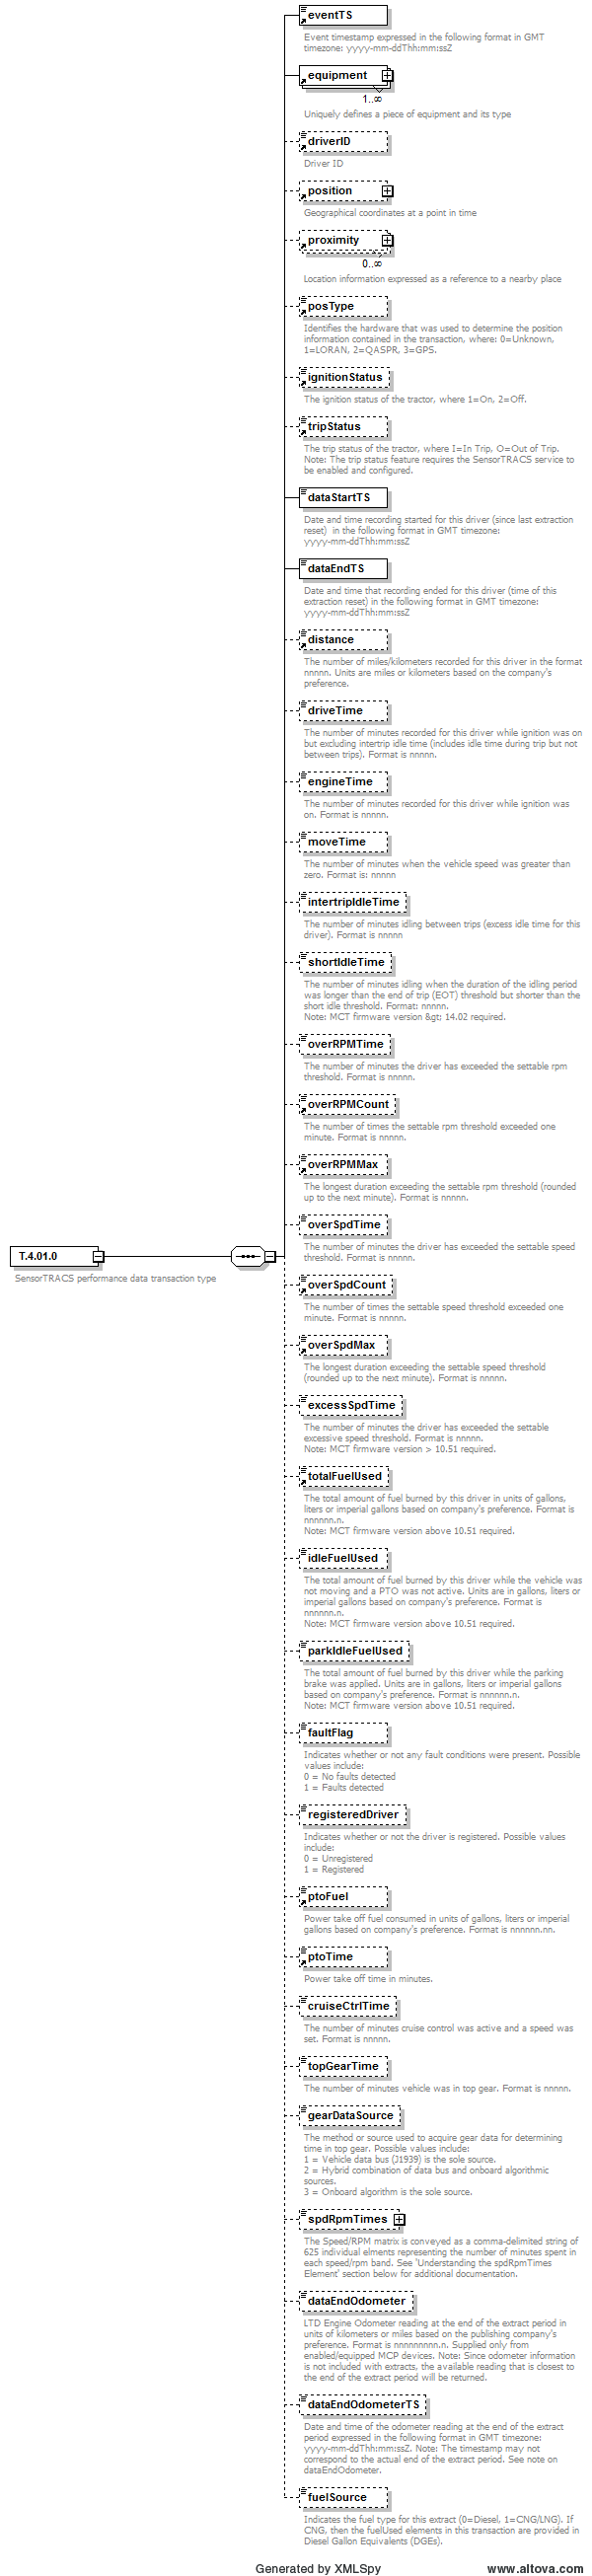 eventTS
Event timestamp expressed in the following format in GMT
timezone: yyyy-mm-ddThh:mm:ssZ
equipment
1..∞
Uniquely defines a piece of equipment and its type
driverID
Driver ID
position
Geographical coordinates at a point in time
proximity
0..∞
Location information expressed as a reference to a nearby place
posType
Identifies the hardware that was used to determine the position
information contained in the transaction, where: 0=Unknown,
1=LORAN, 2=QASPR, 3=GPS.
ignitionStatus
The ignition status of the tractor, where 1=On, 2=Off.
tripStatus
The trip status of the tractor, where I=In Trip, O=Out of Trip.
Note: The trip status feature requires the SensorTRACS service to
be enabled and configured.
dataStartTS
Date and time recording started for this driver (since last extraction
reset)  in the following format in GMT timezone:
yyyy-mm-ddThh:mm:ssZ
dataEndTS
Date and time that recording ended for this driver (time of this
extraction reset) in the following format in GMT timezone:
yyyy-mm-ddThh:mm:ssZ
distance
The number of miles/kilometers recorded for this driver in the format
nnnnn. Units are miles or kilometers based on the company's
preference.
driveTime
The number of minutes recorded for this driver while ignition was on
but excluding intertrip idle time (includes idle time during trip but not
between trips). Format is nnnnn.
engineTime
The number of minutes recorded for this driver while ignition was
on. Format is nnnnn.
moveTime
The number of minutes when the vehicle speed was greater than
zero. Format is: nnnnn
intertripIdleTime
The number of minutes idling between trips (excess idle time for this
driver). Format is nnnnn
shortIdleTime
The number of minutes idling when the duration of the idling period
was longer than the end of trip (EOT) threshold but shorter than the
short idle threshold. Format: nnnnn.
Note: MCT firmware version &gt; 14.02 required.
overRPMTime
The number of minutes the driver has exceeded the settable rpm
threshold. Format is nnnnn.
overRPMCount
The number of times the settable rpm threshold exceeded one
minute. Format is nnnnn.
overRPMMax
The longest duration exceeding the settable rpm threshold (rounded
up to the next minute). Format is nnnnn.
overSpdTime
The number of minutes the driver has exceeded the settable speed
threshold. Format is nnnnn.
T.4.01.0
SensorTRACS performance data transaction type
overSpdCount
The number of times the settable speed threshold exceeded one
minute. Format is nnnnn.
overSpdMax
The longest duration exceeding the settable speed threshold
(rounded up to the next minute). Format is nnnnn.
excessSpdTime
The number of minutes the driver has exceeded the settable
excessive speed threshold. Format is nnnnn.
Note: MCT firmware version > 10.51 required.
totalFuelUsed
The total amount of fuel burned by this driver in units of gallons,
liters or imperial gallons based on company's preference. Format is
nnnnnn.n.
Note: MCT firmware version above 10.51 required.
idleFuelUsed
The total amount of fuel burned by this driver while the vehicle was
not moving and a PTO was not active. Units are in gallons, liters or
imperial gallons based on company's preference. Format is
nnnnnn.n.
Note: MCT firmware version above 10.51 required.
parkIdleFuelUsed
The total amount of fuel burned by this driver while the parking
brake was applied. Units are in gallons, liters or imperial gallons
based on company's preference. Format is nnnnnn.n.
Note: MCT firmware version above 10.51 required.
faultFlag
Indicates whether or not any fault conditions were present. Possible
values include:
0 = No faults detected
1 = Faults detected
registeredDriver
Indicates whether or not the driver is registered. Possible values
include:
0 = Unregistered
1 = Registered
ptoFuel
Power take off fuel consumed in units of gallons, liters or imperial
gallons based on company's preference. Format is nnnnnn.nn.
ptoTime
Power take off time in minutes.
cruiseCtrlTime
The number of minutes cruise control was active and a speed was
set. Format is nnnnn.
topGearTime
The number of minutes vehicle was in top gear. Format is nnnnn.
gearDataSource
The method or source used to acquire gear data for determining
time in top gear. Possible values include:
1 = Vehicle data bus (J1939) is the sole source.
2 = Hybrid combination of data bus and onboard algorithmic
sources.
3 = Onboard algorithm is the sole source.
spdRpmTimes
The Speed/RPM matrix is conveyed as a comma-delimited string of
625 individual elments representing the number of minutes spent in
each speed/rpm band. See 'Understanding the spdRpmTimes
Element' section below for additional documentation.
dataEndOdometer
LTD Engine Odometer reading at the end of the extract period in
units of kilometers or miles based on the publishing company's
preference. Format is nnnnnnnnn.n. Supplied only from
enabled/equipped MCP devices. Note: Since odometer information
is not included with extracts, the available reading that is closest to
the end of the extract period will be returned.
dataEndOdometerTS
Date and time of the odometer reading at the end of the extract
period expressed in the following format in GMT timezone:
yyyy-mm-ddThh:mm:ssZ. Note: The timestamp may not
correspond to the actual end of the extract period. See note on
dataEndOdometer.
fuelSource
Indicates the fuel type for this extract (0=Diesel, 1=CNG/LNG). If
CNG, then the fuelUsed elements in this transaction are provided in
Diesel Gallon Equivalents (DGEs).
Generated by XMLSpy
www.altova.com